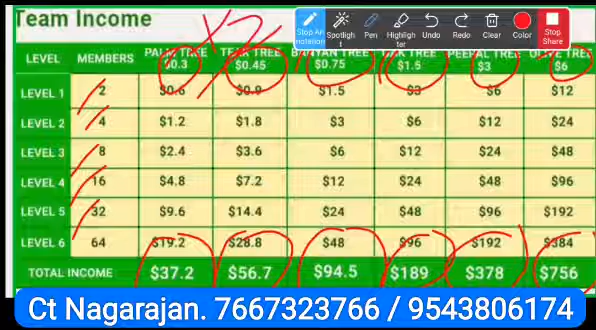 Team Income
Stop Annotation Spotlight Pen Highlighter Undo Redo Clear Color Stop Share
×2
LEVEL MEMBERS PALM TREE $0.3 TEAK TREE $0.45 BANYAN TREE $0.75 TREE $1.5 PEEPAL TREE $3 OLIVE TREE $6
LEVEL 1 2 $0.6 $0.9 $1.5 $3 $6 $12
LEVEL 2 4 $1.2 $1.8 $3 $6 $12 $24
LEVEL 3 8 $2.4 $3.6 $6 $12 $24 $48
LEVEL 4 16 $4.8 $7.2 $12 $24 $48 $96
LEVEL 5 32 $9.6 $14.4 $24 $48 $96 $192
LEVEL 6 64 $19.2 $28.8 $48 $96 $192 $384
TOTAL INCOME $37.2 $56.7 $94.5 $189 $378 $756
Ct Nagarajan. 7667323766 / 9543806174